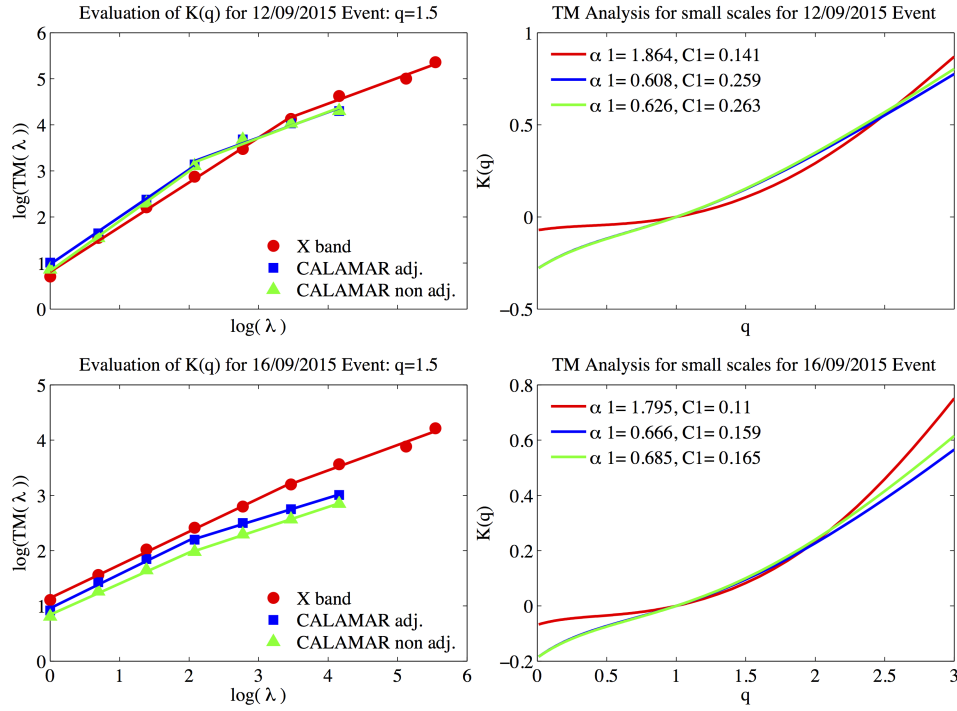 Evaluation of K(q) for 12/09/2015 Event: q=1.5
6
5
4
3
2
1
0
log(TM( λ ))
X band
CALAMAR adj.
CALAMAR non adj.
0 1 2 3 4 5 6
log( λ )
TM Analysis for small scales for 12/09/2015 Event
1
0.5
0
−0.5
K(q)
α 1= 1.864, C1= 0.141
α 1= 0.608, C1= 0.259
α 1= 0.626, C1= 0.263
q
Evaluation of K(q) for 16/09/2015 Event: q=1.5
5
4
3
2
1
0
log(TM( λ ))
X band
CALAMAR adj.
CALAMAR non adj.
0 1 2 3 4 5 6
log( λ )
TM Analysis for small scales for 16/09/2015 Event
0.8
0.6
0.4
0.2
0
−0.2
K(q)
α 1= 1.795, C1= 0.11
α 1= 0.666, C1= 0.159
α 1= 0.685, C1= 0.165
0 0.5 1 1.5 2 2.5 3
q